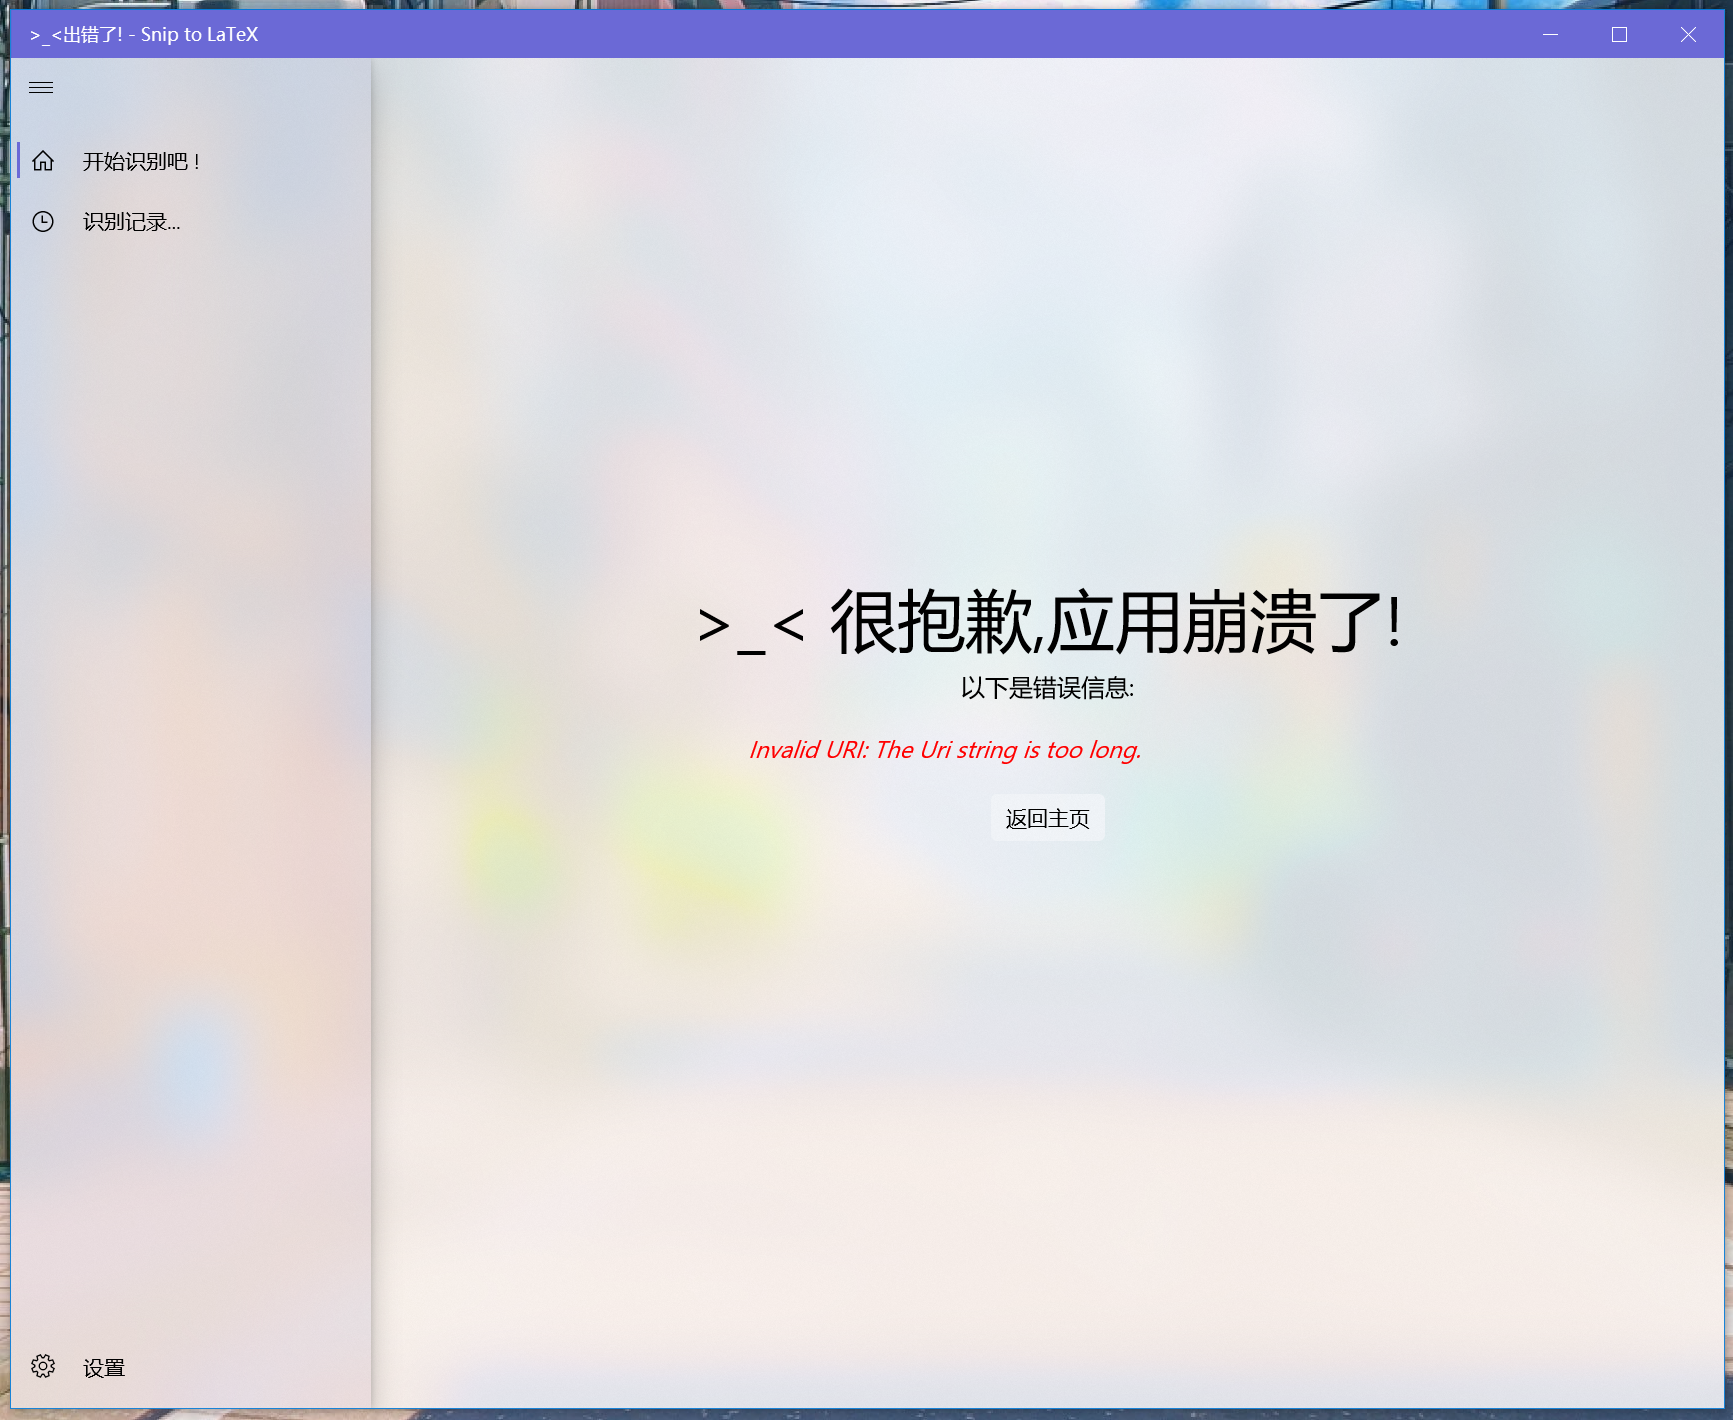 >_<出错了! - Snip to LaTeX
开始识别吧！
识别记录...
>_< 很抱歉,应用崩溃了!
以下是错误信息:
Invalid URI: The Uri string is too long.
返回主页
设置